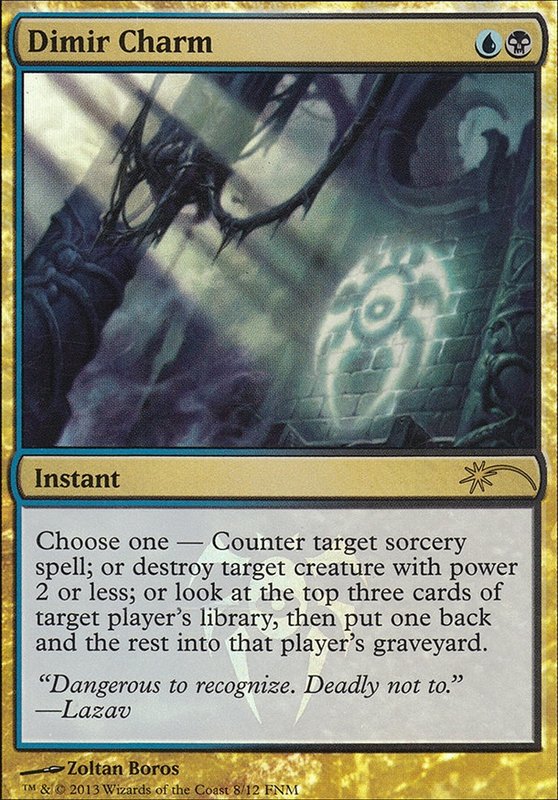 Dimir Charm
Instant
Choose one — Counter target sorcery
spell; or destroy target creature with power
2 or less; or look at the top three cards of
target player's library, then put one back
and the rest into that player's graveyard.
“Dangerous to recognize. Deadly not to.”
—Lazav
Zoltan Boros
™ & © 2013 Wizards of the Coast 8/12 FNM